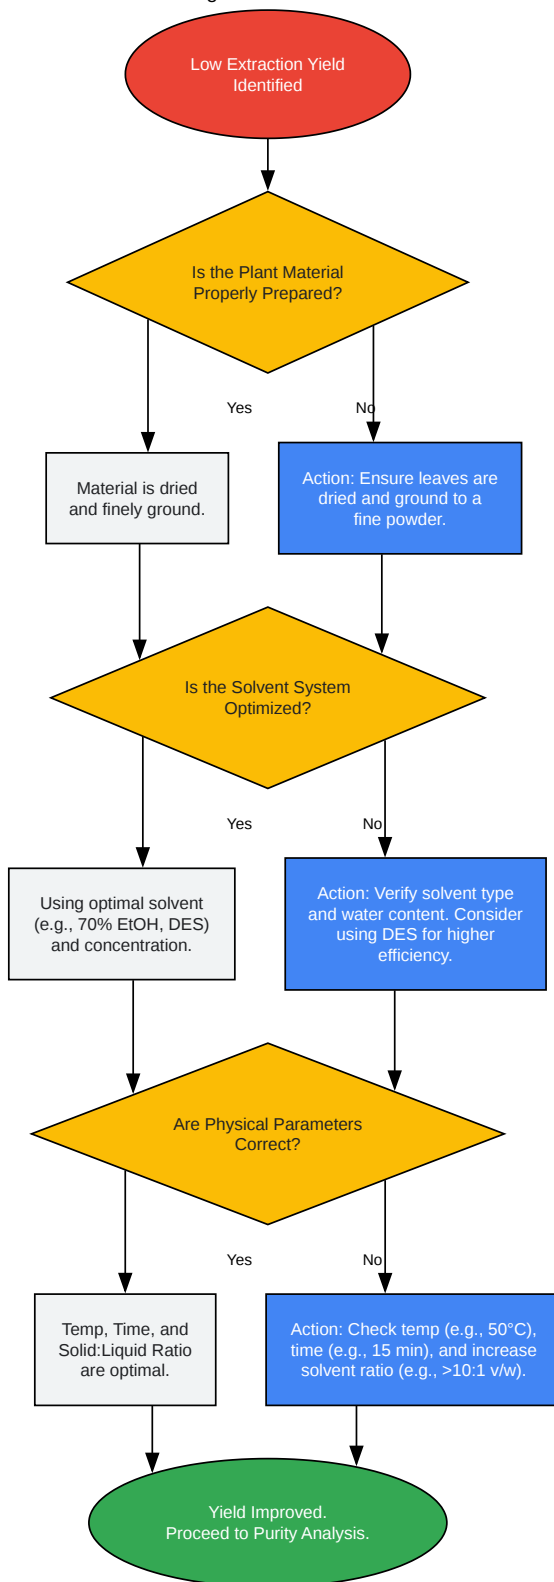 Low Extraction Yield
Identified
Is the Plant Material
Properly Prepared?
Yes
No
Material is dried
and finely ground.
Action: Ensure leaves are
dried and ground to a
fine powder.
Is the Solvent System
Optimized?
Yes
No
Using optimal solvent
(e.g., 70% EtOH, DES)
and concentration.
Action: Verify solvent type
and water content. Consider
using DES for higher
efficiency.
Are Physical Parameters
Correct?
Yes
No
Temp, Time, and
Solid:Liquid Ratio
are optimal.
Action: Check temp (e.g., 50°C),
time (e.g., 15 min), and increase
solvent ratio (e.g., >10:1 v/w).
Yield Improved.
Proceed to Purity Analysis.